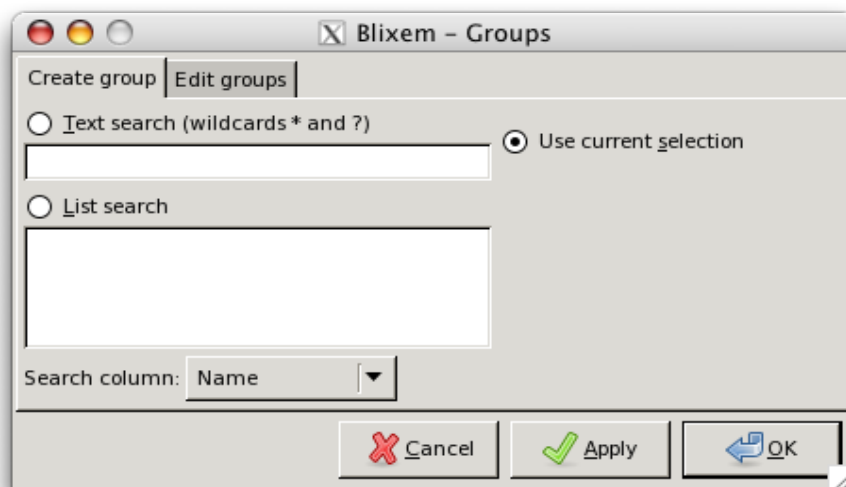 Blixem – Groups
Create group Edit groups
Text search (wildcards * and ?)
Use current selection
List search
Search column: Name
Cancel Apply OK